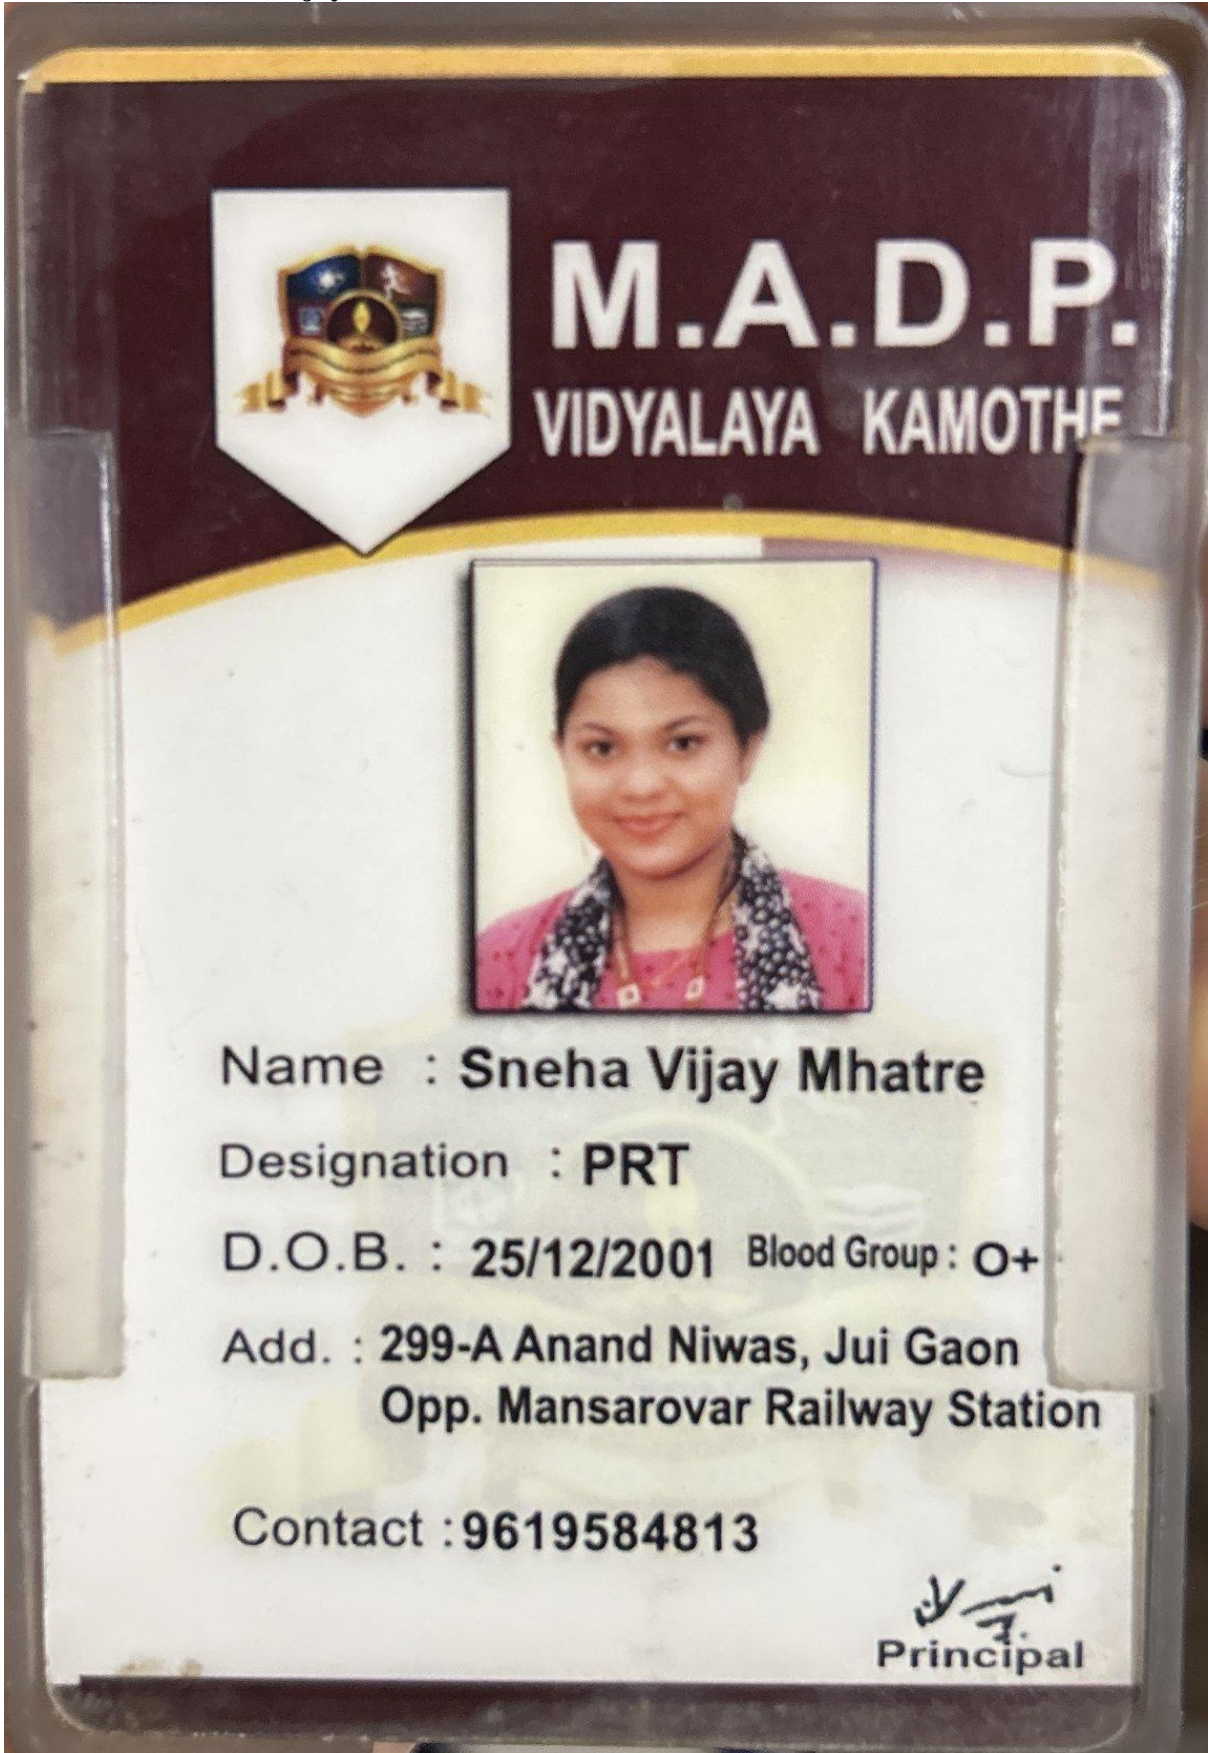 M.A.D.P.
VIDYALAYA KAMOTHE
Name : Sneha Vijay Mhatre
Designation : PRT
D.O.B. : 25/12/2001 Blood Group : O+
Add. : 299-A Anand Niwas, Jui Gaon
Opp. Mansarovar Railway Station
Contact : 9619584813
Principal